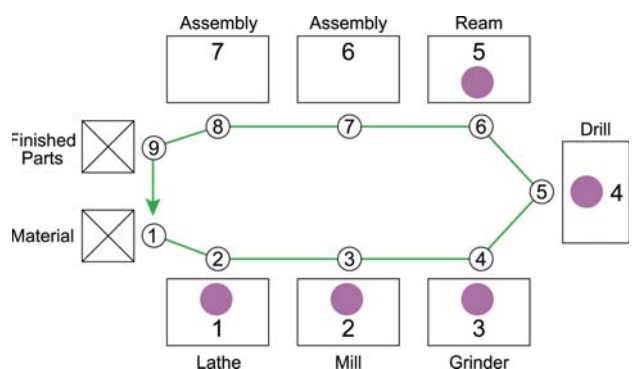 Assembly
Assembly
Ream
7
6
5
Drill
Finished
Parts
9
8
7
6
5
4
Material
1
2
3
4
1
2
3
Lathe
Mill
Grinder